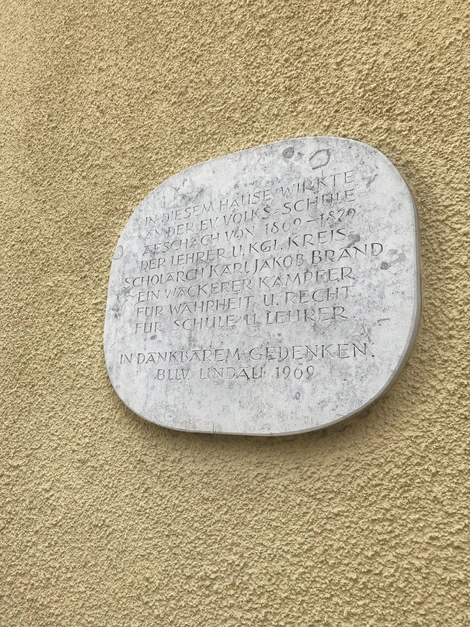 IN DIESEM HAUSE WIRKTE
AN DER EV. VOLKS-SCHULE
AESCHACH VON 1809–1829
DER LEHRER U. KGL. KREIS-
SCHOLARCH KARL JAKOB BRAND
EIN WACKERER KÄMPFER
FÜR WAHRHEIT U. RECHT
FÜR SCHULE U. LEHRER.
IN DANKBAREM GEDENKEN.
BLLV. LINDAU 1969